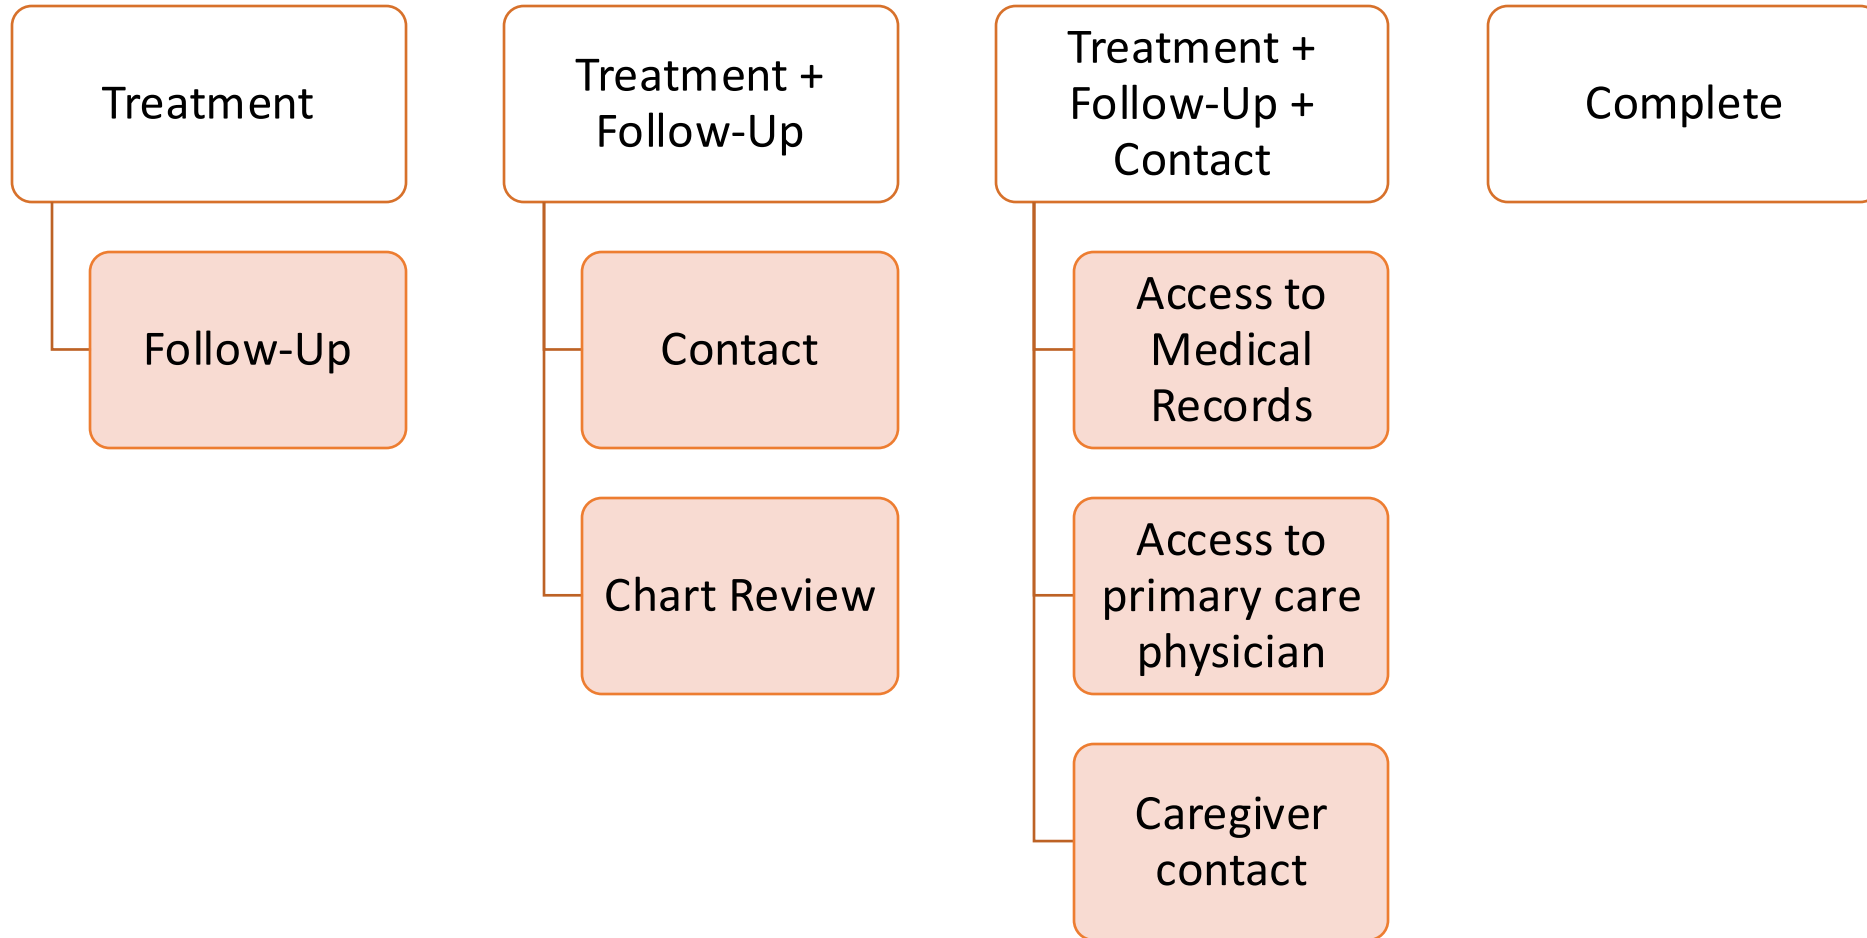 Treatment
Follow-Up
Treatment +
Follow-Up
Contact
Chart Review
Treatment +
Follow-Up +
Contact
Access to
Medical
Records
Access to
primary care
physician
Caregiver
contact
Complete